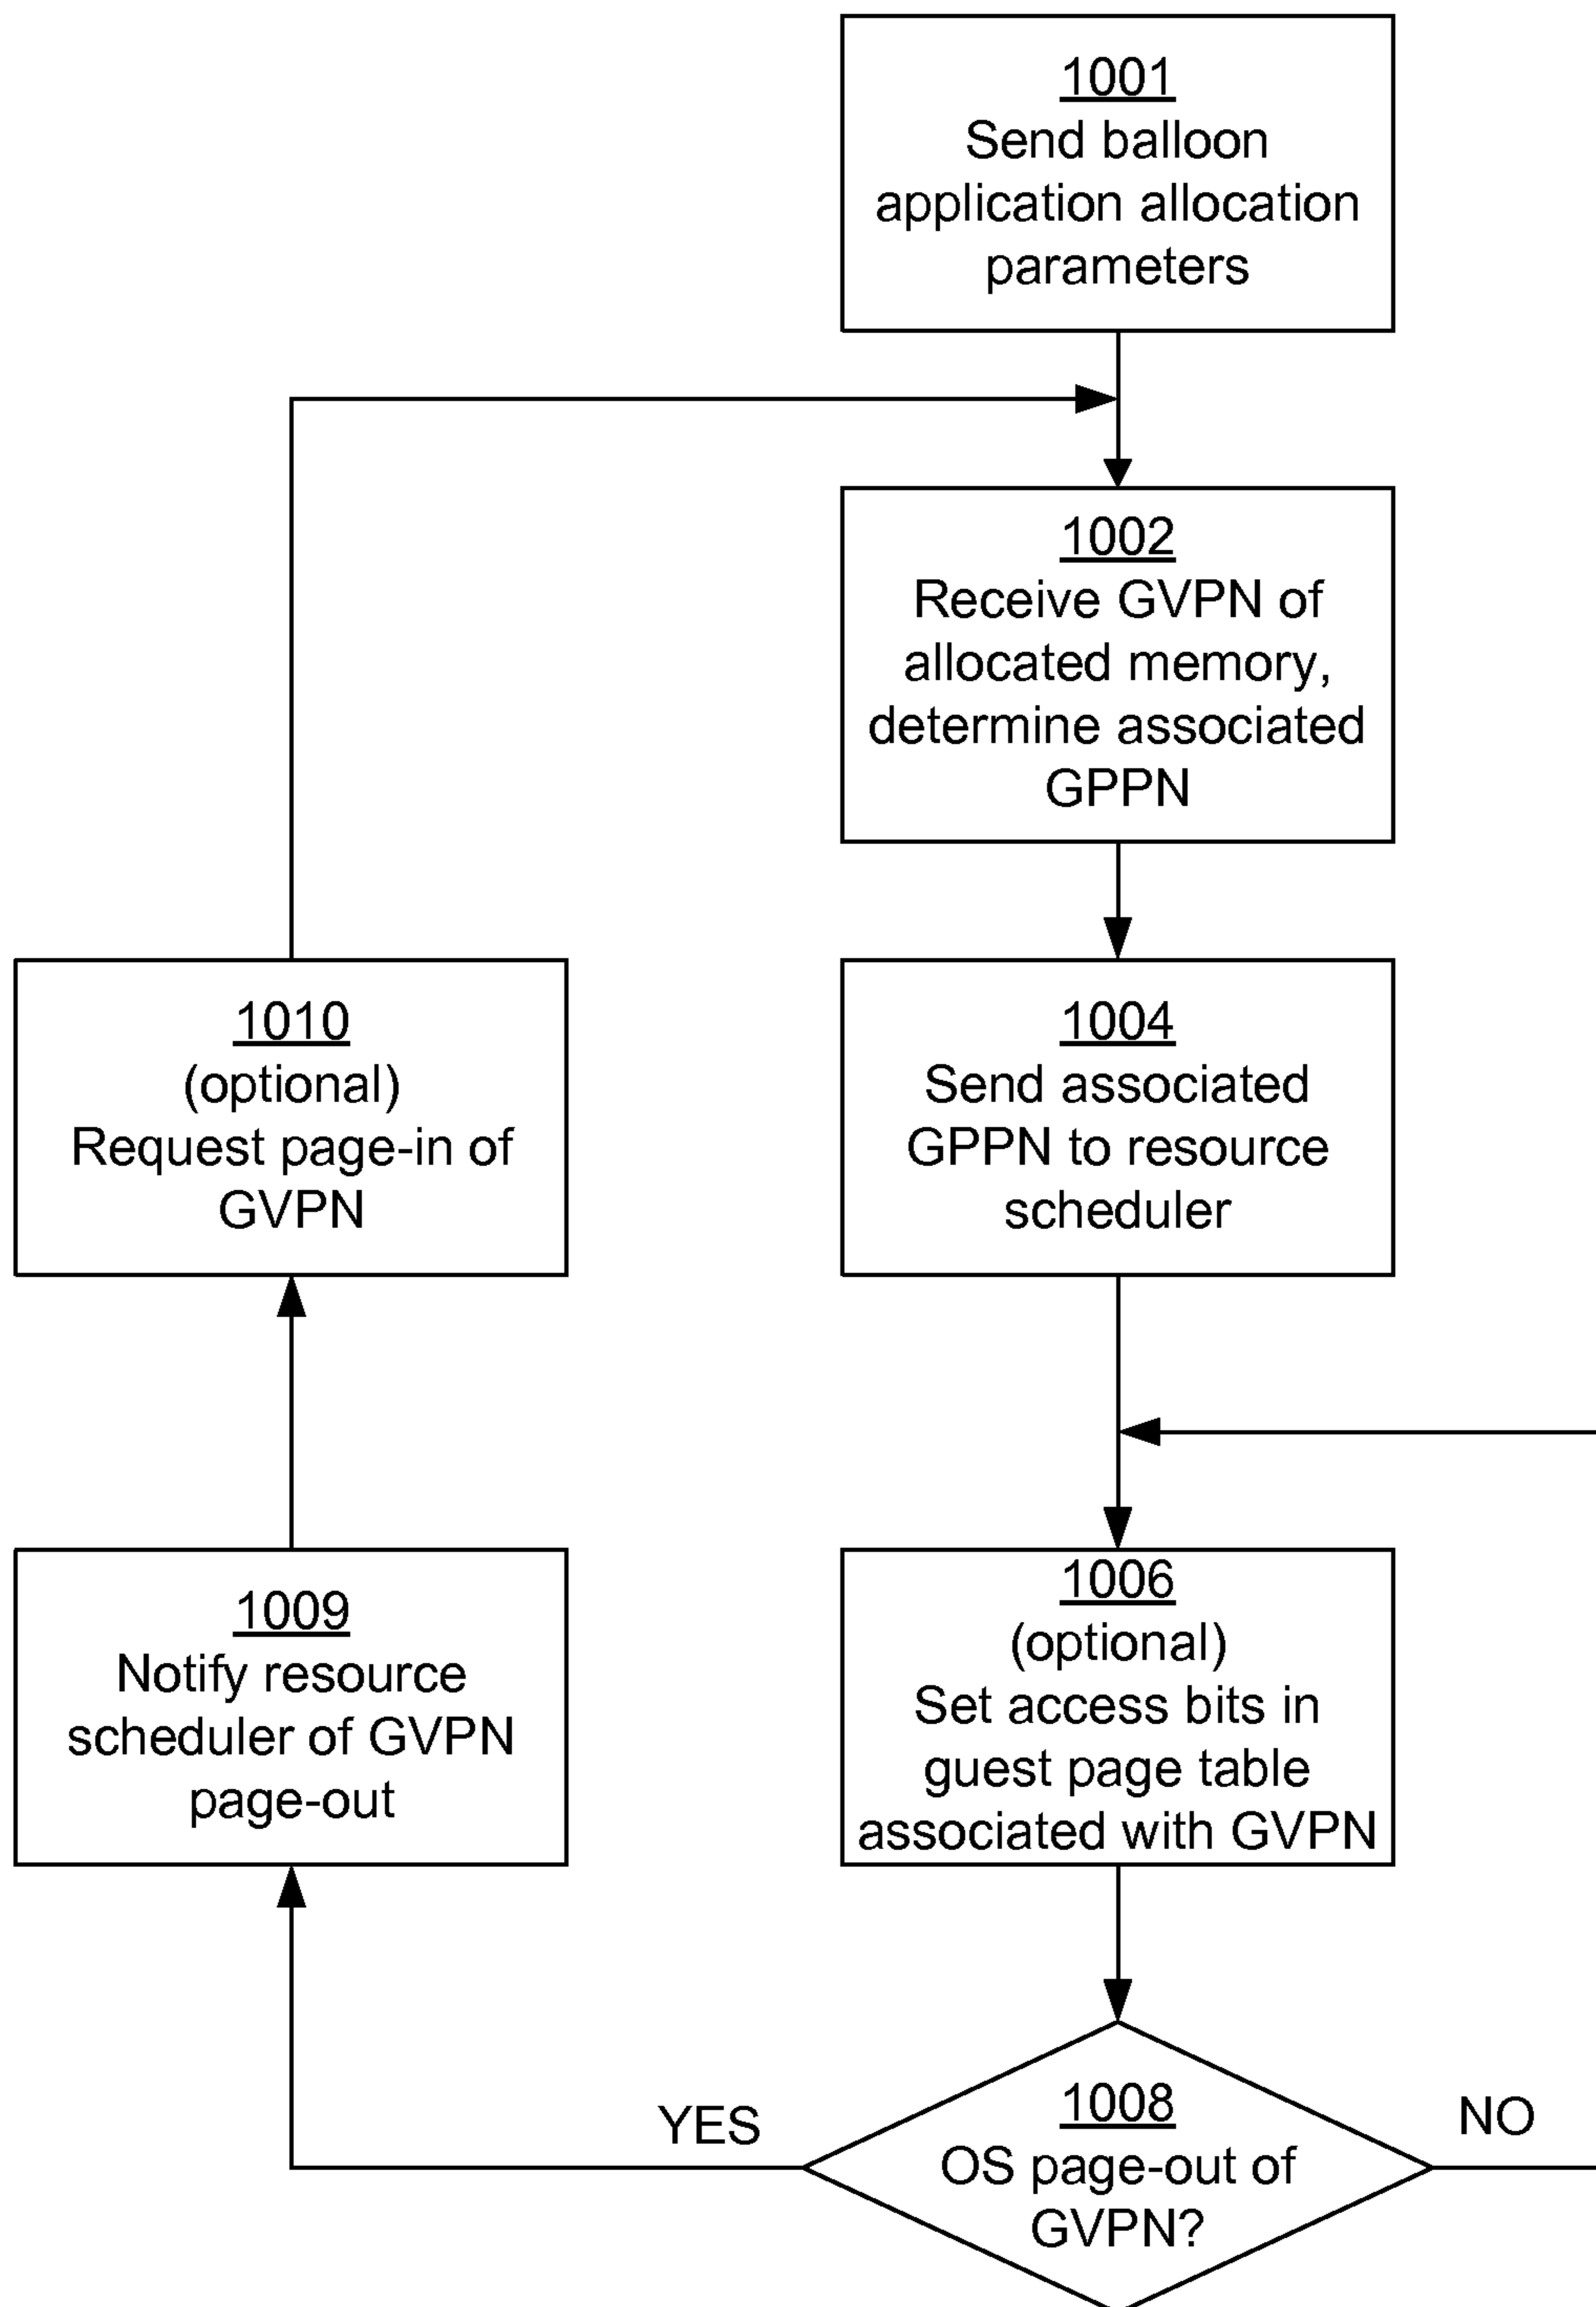 1001
Send balloon
application allocation
parameters
1002
Receive GVPN of
allocated memory,
determine associated
GPPN
1010
(optional)
Request page-in of
GVPN
1004
Send associated
GPPN to resource
scheduler
1009
Notify resource
scheduler of GVPN
page-out
1006
(optional)
Set access bits in
guest page table
associated with GVPN
YES
1008
OS page-out of
GVPN?
NO